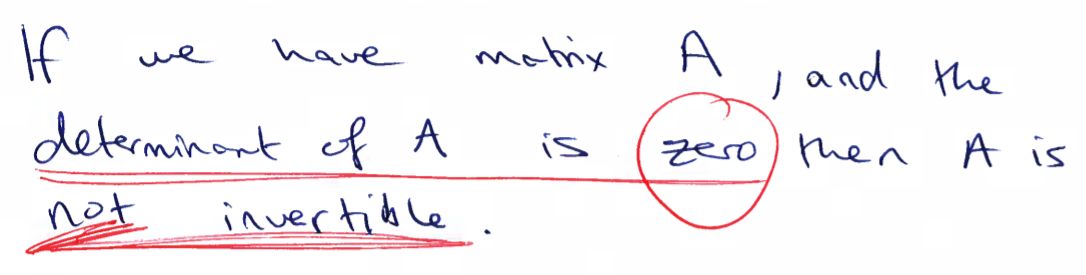 If we have matrix A, and the
determinant of A is zero then A is
not invertible.